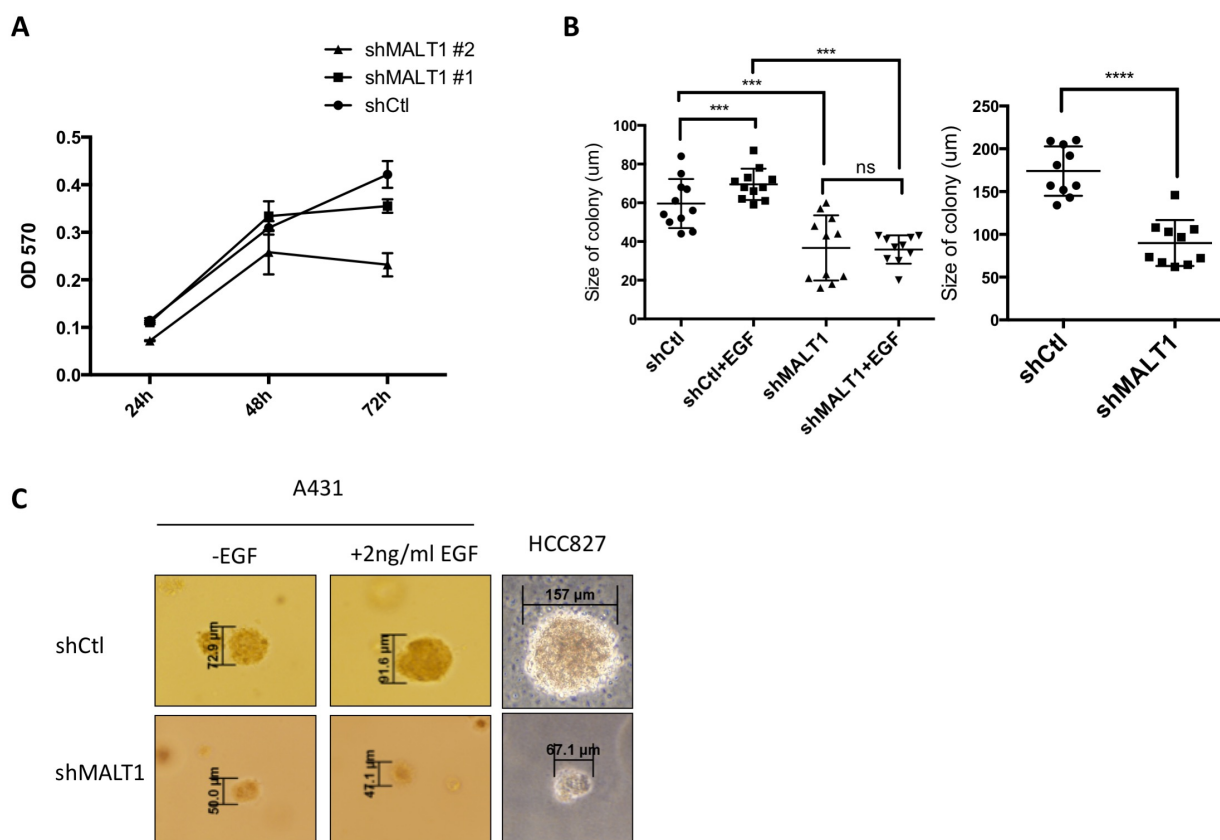 A
shMALT1 #2
shMALT1 #1
shCtl
0.5
0.4
0.3
0.2
0.1
0.0
OD 570
24h
48h
72h
B
***
***
***
ns
100
80
60
40
20
0
Size of colony (um)
shCtl
shCtl+EGF
shMALT1
shMALT1+EGF
****
250
200
150
100
50
0
Size of colony (um)
shCtl
shMALT1
C
A431
-EGF
+2ng/ml EGF
HCC827
shCtl
72.9 µm
91.6 µm
157 µm
shMALT1
50.0 µm
47.1 µm
67.1 µm